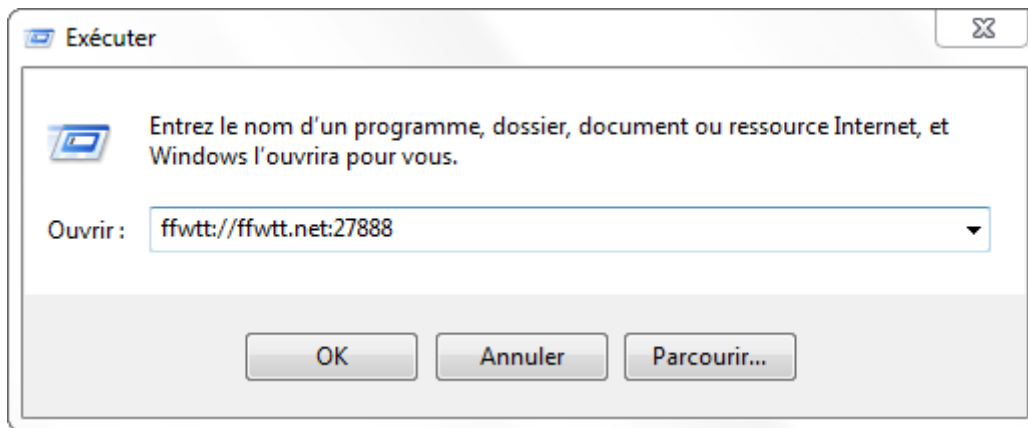 Exécuter
Entrez le nom d'un programme, dossier, document ou ressource Internet, et
Windows l'ouvrira pour vous.
Ouvrir : ffwtt://ffwtt.net:27888
OK Annuler Parcourir...